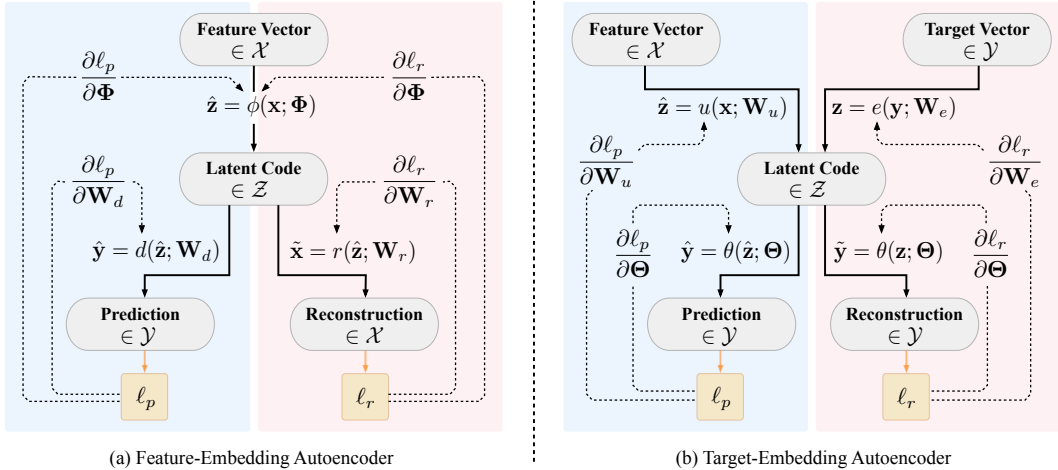 Feature Vector
∈ 𝒳
∂ℓ_p
∂Φ
∂ℓ_r
∂Φ
ẑ = ϕ(x; Φ)
Latent Code
∈ 𝒵
∂ℓ_p
∂W_d
∂ℓ_r
∂W_r
ŷ = d(ẑ; W_d)
x̃ = r(ẑ; W_r)
Prediction
∈ 𝒴
Reconstruction
∈ 𝒳
ℓ_p
ℓ_r
(a) Feature-Embedding Autoencoder
Feature Vector
∈ 𝒳
Target Vector
∈ 𝒴
ẑ = u(x; W_u)
z = e(y; W_e)
∂ℓ_p
∂W_u
∂ℓ_r
∂W_e
Latent Code
∈ 𝒵
∂ℓ_p
∂Θ
ŷ = θ(ẑ; Θ)
ỹ = θ(z; Θ)
∂ℓ_r
∂Θ
Prediction
∈ 𝒴
Reconstruction
∈ 𝒴
ℓ_p
ℓ_r
(b) Target-Embedding Autoencoder